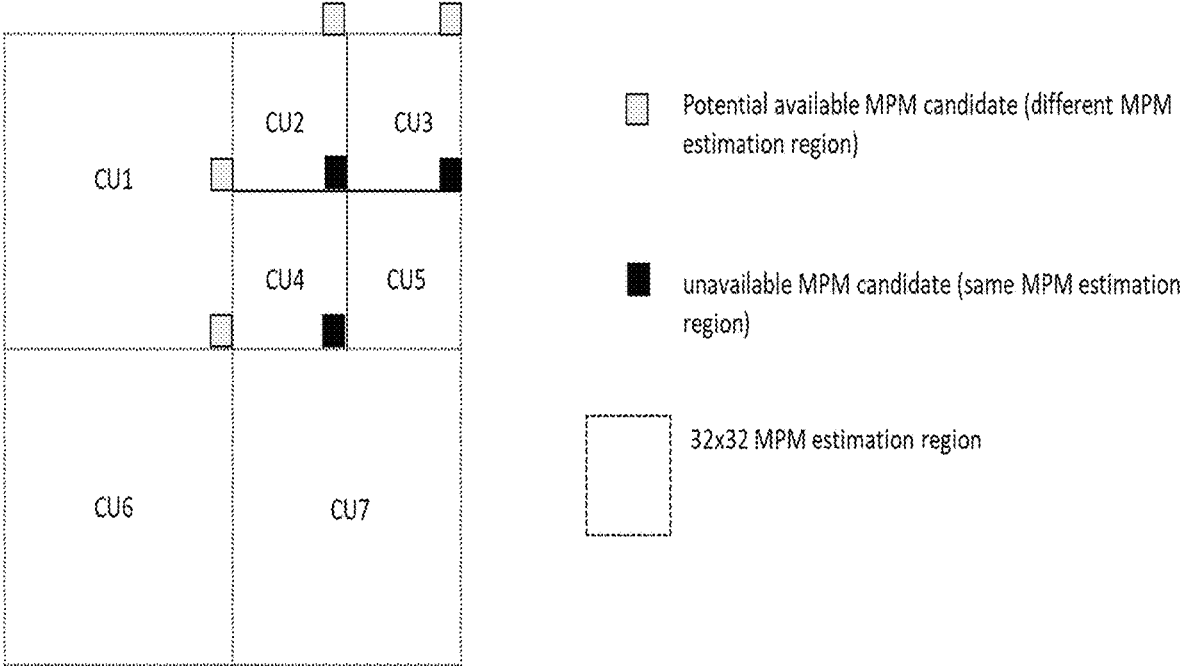 CU1
CU2
CU3
CU4
CU5
CU6
CU7
Potential available MPM candidate (different MPM
estimation region)
unavailable MPM candidate (same MPM estimation
region)
32x32 MPM estimation region